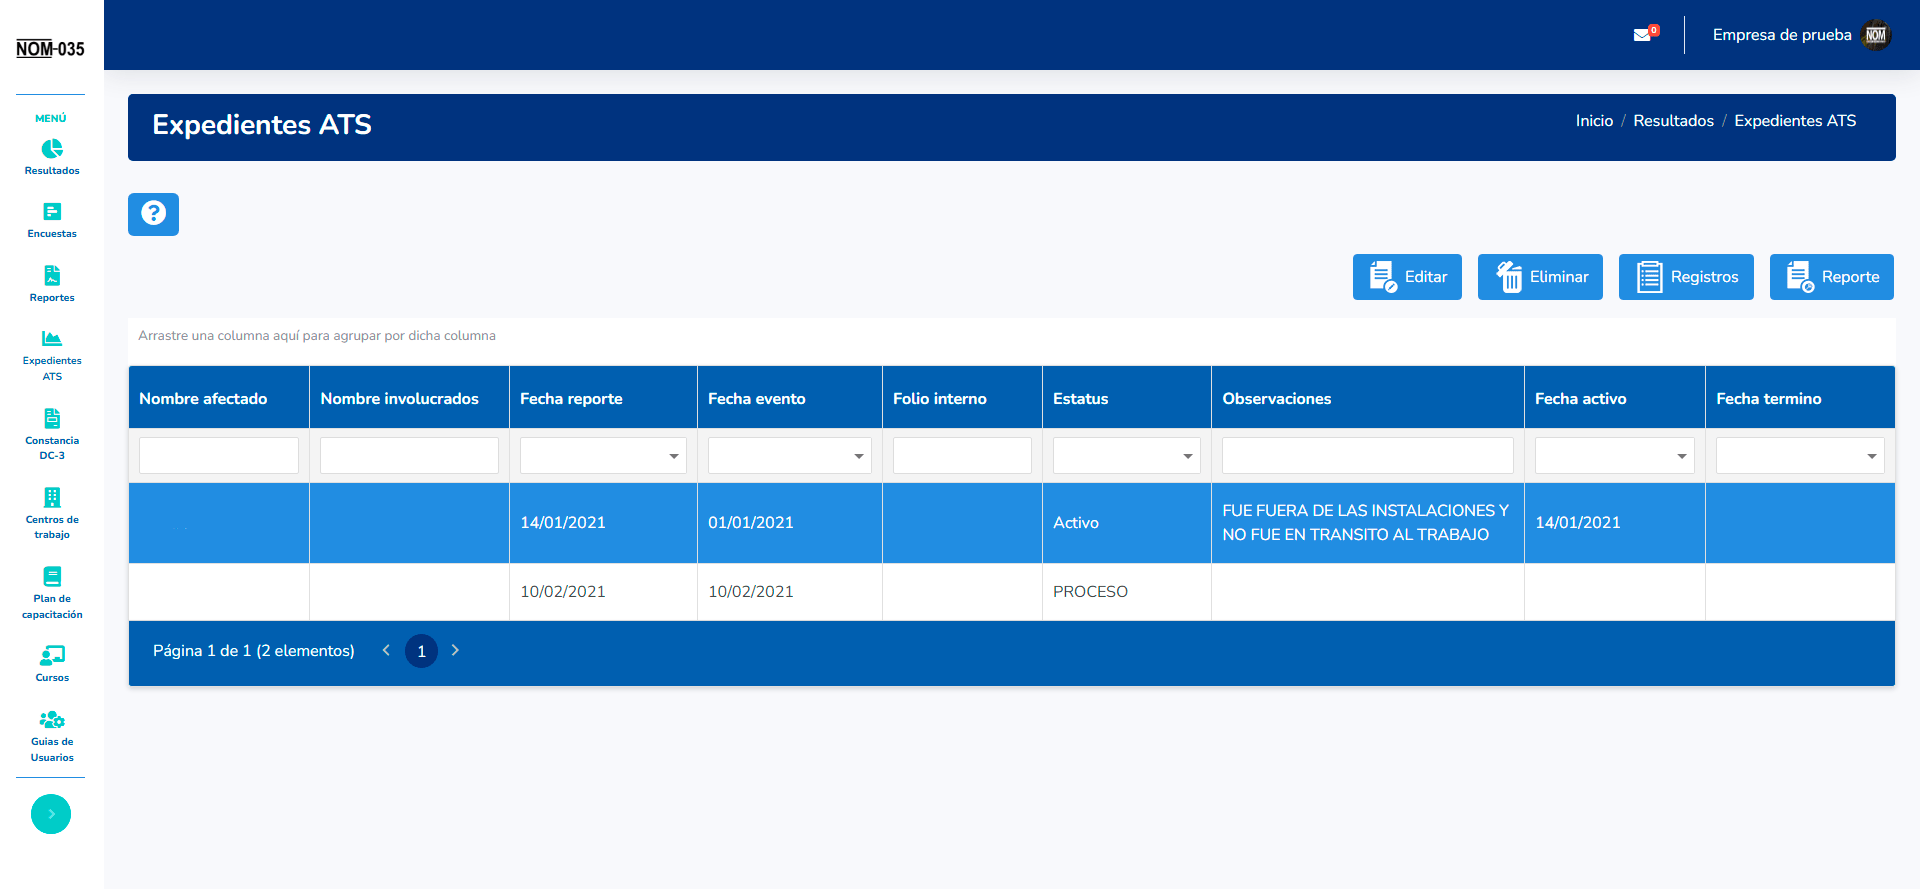 NOM-035
0
Empresa de prueba
NOM
MENÚ
Resultados
Encuestas
Reportes
Expedientes
ATS
Constancia
DC-3
Centros de
trabajo
Plan de
capacitación
Cursos
Guias de
Usuarios
Expedientes ATS
Inicio / Resultados / Expedientes ATS
?
Editar
Eliminar
Registros
Reporte
Arrastre una columna aquí para agrupar por dicha columna
Nombre afectado Nombre involucrados Fecha reporte Fecha evento Folio interno Estatus Observaciones Fecha activo Fecha termino
14/01/2021 01/01/2021 Activo FUE FUERA DE LAS INSTALACIONES Y
NO FUE EN TRANSITO AL TRABAJO 14/01/2021
10/02/2021 10/02/2021 PROCESO
Página 1 de 1 (2 elementos) 1